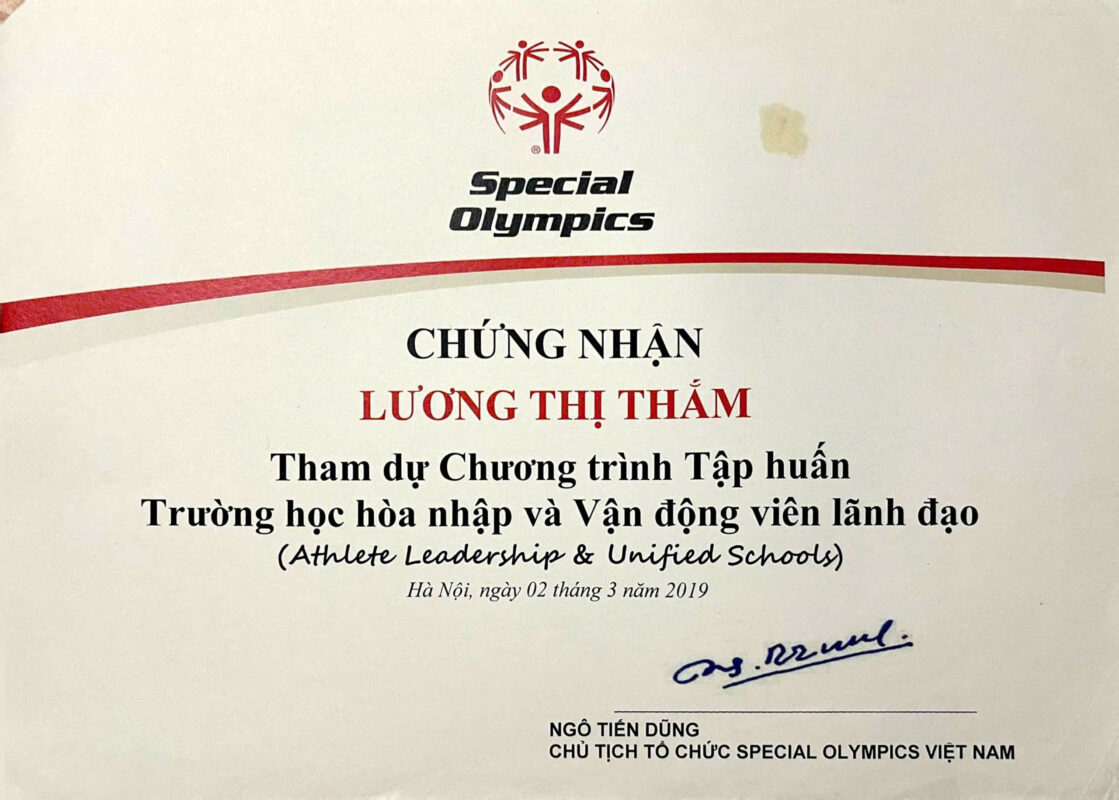 ®
Special
Olympics
CHỨNG NHẬN
LƯƠNG THỊ THẮM
Tham dự Chương trình Tập huấn
Trường học hòa nhập và Vận động viên lãnh đạo
(Athlete Leadership & Unified Schools)
Hà Nội, ngày 02 tháng 3 năm 2019
NGÔ TIẾN DŨNG
CHỦ TỊCH TỔ CHỨC SPECIAL OLYMPICS VIỆT NAM